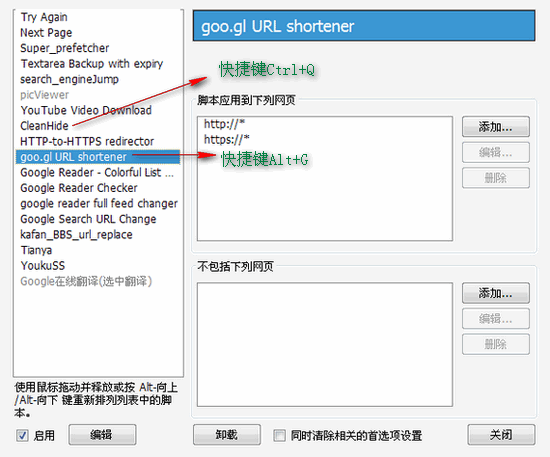 Try Again
Next Page
Super_prefetcher
Textarea Backup with expiry
search_engineJump
picViewer
YouTube Video Download
CleanHide
HTTP-to-HTTPS redirector
goo.gl URL shortener
Google Reader - Colorful List ...
Google Reader Checker
google reader full feed changer
Google Search URL Change
kafan_BBS_url_replace
Tianya
YoukuSS
Google在线翻译(选中翻译)
使用鼠标拖动并释放或按 Alt-向上
/Alt-向下 键重新排列列表中的脚
本。
启用
编辑
goo.gl URL shortener
快捷键Ctrl+Q
脚本应用到下列网页
http://*
https://*
快捷键Alt+G
添加...
编辑...
删除
不包括下列网页
添加...
编辑...
删除
卸载
同时清除相关的首选项设置
关闭